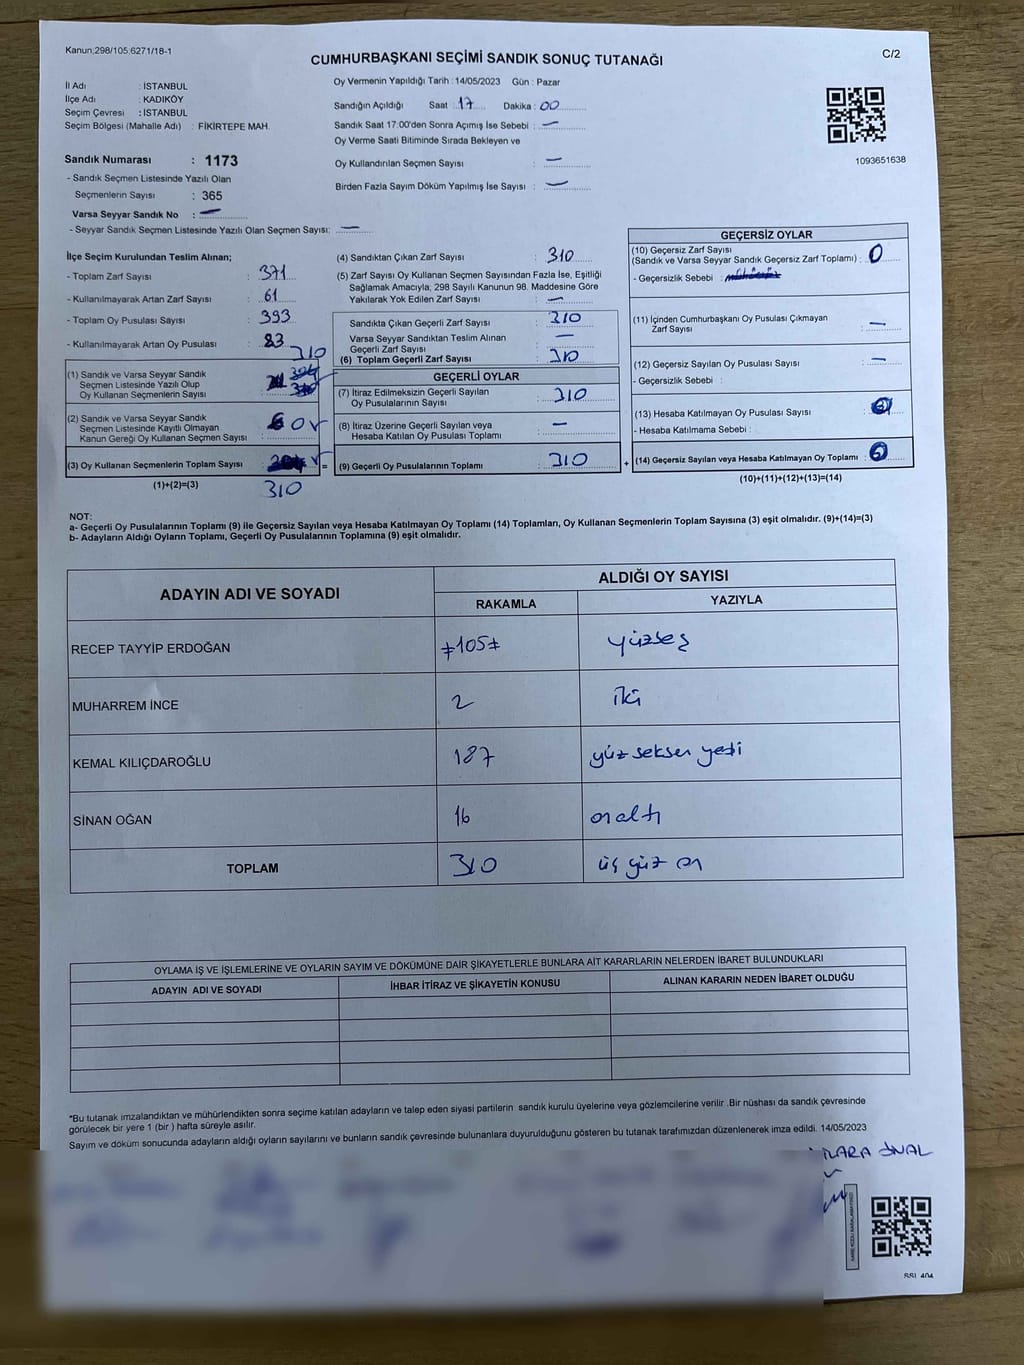 Kanun:298/105.6271/18-1
C/2
CUMHURBAŞKANI SEÇİMİ SANDIK SONUÇ TUTANAĞI
İl Adı : İSTANBUL
İlçe Adı : KADIKÖY
Seçim Çevresi : İSTANBUL
Seçim Bölgesi (Mahalle Adı) : FİKİRTEPE MAH.
Oy Vermenin Yapıldığı Tarih : 14/05/2023 Gün : Pazar
Sandığın Açıldığı Saat : 17 Dakika : 00
Sandık Saat 17:00'den Sonra Açımış İse Sebebi : —
Oy Verme Saati Bitiminde Sırada Bekleyen ve
Oy Kullandırılan Seçmen Sayısı : —
Birden Fazla Sayım Döküm Yapılmış İse Sayısı : —
1093651638
Sandık Numarası : 1173
- Sandık Seçmen Listesinde Yazılı Olan
Seçmenlerin Sayısı : 365
Varsa Seyyar Sandık No : —
- Seyyar Sandık Seçmen Listesinde Yazılı Olan Seçmen Sayısı: —
İlçe Seçim Kurulundan Teslim Alınan;
- Toplam Zarf Sayısı : 371
- Kullanılmayarak Artan Zarf Sayısı : 61
- Toplam Oy Pusulası Sayısı : 393
- Kullanılmayarak Artan Oy Pusulası : 83
310
(1) Sandık ve Varsa Seyyar Sandık
Seçmen Listesinde Yazılı Olup
Oy Kullanan Seçmenlerin Sayısı :
(2) Sandık ve Varsa Seyyar Sandık
Seçmen Listesinde Kayıtlı Olmayan
Kanun Gereği Oy Kullanan Seçmen Sayısı : 0
(3) Oy Kullanan Seçmenlerin Toplam Sayısı :
(1)+(2)=(3) 310
(4) Sandıktan Çıkan Zarf Sayısı : 310
(5) Zarf Sayısı Oy Kullanan Seçmen Sayısından Fazla İse, Eşitliği
Sağlamak Amacıyla; 298 Sayılı Kanunun 98. Maddesine Göre
Yakılarak Yok Edilen Zarf Sayısı : —
Sandıkta Çıkan Geçerli Zarf Sayısı : 310
Varsa Seyyar Sandıktan Teslim Alınan
Geçerli Zarf Sayısı : —
(6) Toplam Geçerli Zarf Sayısı : 310
GEÇERLİ OYLAR
(7) İtiraz Edilmeksizin Geçerli Sayılan
Oy Pusulalarının Sayısı : 310
(8) İtiraz Üzerine Geçerli Sayılan veya
Hesaba Katılan Oy Pusulası Toplamı : —
= (9) Geçerli Oy Pusulalarının Toplamı : 310 +
GEÇERSİZ OYLAR
(10) Geçersiz Zarf Sayısı
(Sandık ve Varsa Seyyar Sandık Geçersiz Zarf Toplamı) : 0
- Geçersizlik Sebebi :
(11) İçinden Cumhurbaşkanı Oy Pusulası Çıkmayan
Zarf Sayısı : —
(12) Geçersiz Sayılan Oy Pusulası Sayısı : —
- Geçersizlik Sebebi :
(13) Hesaba Katılmayan Oy Pusulası Sayısı :
- Hesaba Katılmama Sebebi :
(14) Geçersiz Sayılan veya Hesaba Katılmayan Oy Toplamı :
(10)+(11)+(12)+(13)=(14)
NOT:
a- Geçerli Oy Pusulalarının Toplamı (9) ile Geçersiz Sayılan veya Hesaba Katılmayan Oy Toplamı (14) Toplamları, Oy Kullanan Seçmenlerin Toplam Sayısına (3) eşit olmalıdır. (9)+(14)=(3)
b- Adayların Aldığı Oyların Toplamı, Geçerli Oy Pusulalarının Toplamına (9) eşit olmalıdır.
ADAYIN ADI VE SOYADI
ALDIĞI OY SAYISI
RAKAMLA YAZIYLA
RECEP TAYYİP ERDOĞAN 105 yüzbeş
MUHARREM İNCE 2 iki
KEMAL KILIÇDAROĞLU 187 yüz seksen yedi
SİNAN OĞAN 16 onaltı
TOPLAM 310 üç yüz on
OYLAMA İŞ VE İŞLEMLERİNE VE OYLARIN SAYIM VE DÖKÜMÜNE DAİR ŞİKAYETLERLE BUNLARA AİT KARARLARIN NELERDEN İBARET BULUNDUKLARI
ADAYIN ADI VE SOYADI İHBAR İTİRAZ VE ŞİKAYETİN KONUSU ALINAN KARARIN NEDEN İBARET OLDUĞU
*Bu tutanak imzalandıktan ve mühürlendikten sonra seçime katılan adayların ve talep eden siyasi partilerin sandık kurulu üyelerine veya gözlemcilerine verilir .Bir nüshası da sandık çevresinde
görülecek bir yere 1 (bir ) hafta süreyle asılır.
Sayım ve döküm sonucunda adayların aldığı oyların sayılarını ve bunların sandık çevresinde bulunanlara duyurulduğunu gösteren bu tutanak tarafımızdan düzenlenerek imza edildi. 14/05/2023